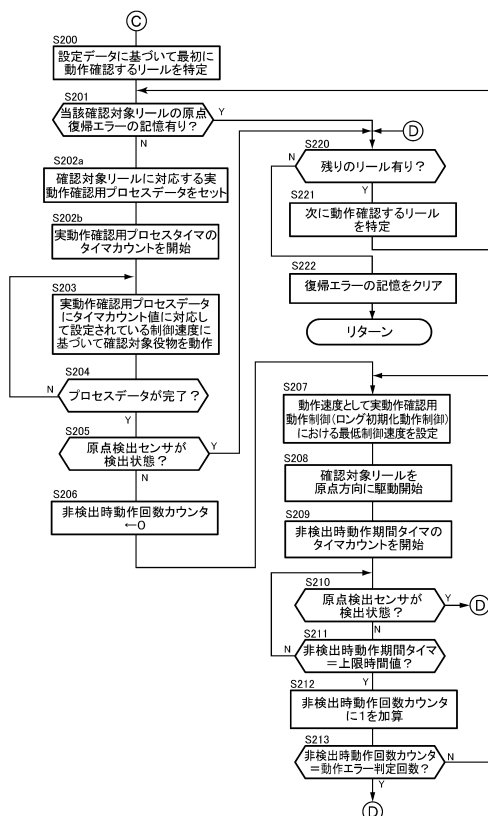 C
S200
設定データに基づいて最初に
動作確認するリールを特定
S201
当該確認対象リールの原点
復帰エラーの記憶有り?
Y
N
S202a
確認対象リールに対応する実
動作確認用プロセスデータをセット
S202b
実動作確認用プロセスタイマの
タイマカウントを開始
S203
実動作確認用プロセスデータ
にタイマカウント値に対応し
て設定されている制御速度に
基づいて確認対象役物を動作
S204
プロセスデータが完了?
N
Y
S205
原点検出センサが
検出状態?
Y
N
S206
非検出時動作回数カウンタ
←0
D
S220
残りのリール有り?
N
Y
S221
次に動作確認するリール
を特定
S222
復帰エラーの記憶をクリア
リターン
S207
動作速度として実動作確認用
動作制御(ロング初期化動作制御)
における最低制御速度を設定
S208
確認対象リールを
原点方向に駆動開始
S209
非検出時動作期間タイマの
タイマカウントを開始
S210
原点検出センサが
検出状態?
Y
D
N
S211
非検出時動作期間タイマ
=上限時間値?
N
Y
S212
非検出時動作回数カウンタ
に1を加算
S213
非検出時動作回数カウンタ
=動作エラー判定回数?
N
Y
D